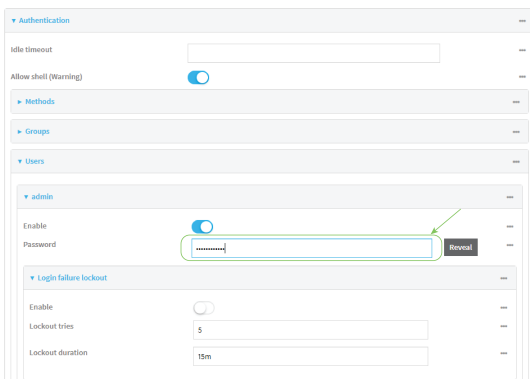 Authentication
Idle timeout
Allow shell (Warning)
Methods
Groups
Users
admin
Enable
Password
•••••••••••• Reveal
Login failure lockout
Enable
Lockout tries 5
Lockout duration 15m